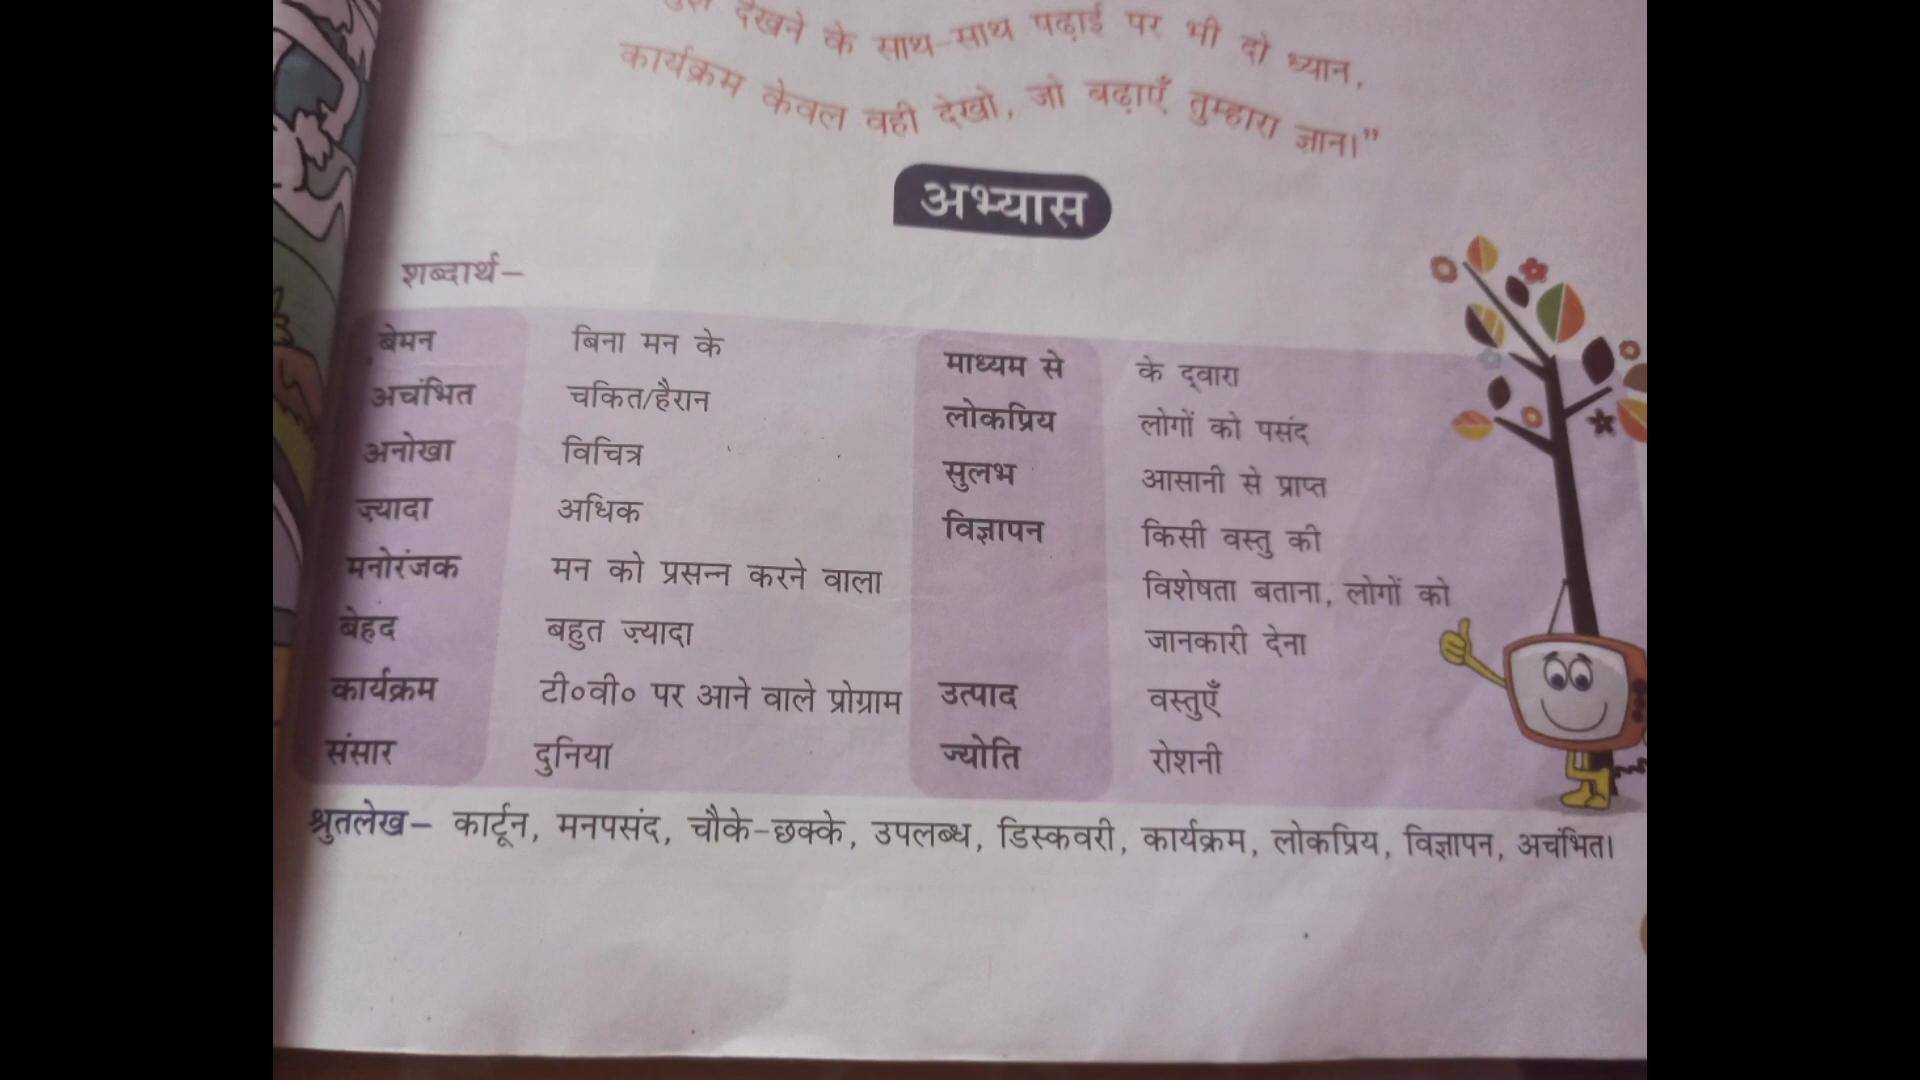 देखने के साथ-साथ पढ़ाई पर भी दो ध्यान,
कार्यक्रम केवल वही देखो, जो बढ़ाएँ तुम्हारा ज्ञान।”
अभ्यास
शब्दार्थ–
बेमन बिना मन के
अचंभित चकित/हैरान
अनोखा विचित्र
ज़्यादा अधिक
मनोरंजक मन को प्रसन्न करने वाला
बेहद बहुत ज़्यादा
कार्यक्रम टी०वी० पर आने वाले प्रोग्राम
संसार दुनिया
माध्यम से के द्वारा
लोकप्रिय लोगों को पसंद
सुलभ आसानी से प्राप्त
विज्ञापन किसी वस्तु की
विशेषता बताना, लोगों को
जानकारी देना
उत्पाद वस्तुएँ
ज्योति रोशनी
श्रुतलेख– कार्टून, मनपसंद, चौके-छक्के, उपलब्ध, डिस्कवरी, कार्यक्रम, लोकप्रिय, विज्ञापन, अचंभित।